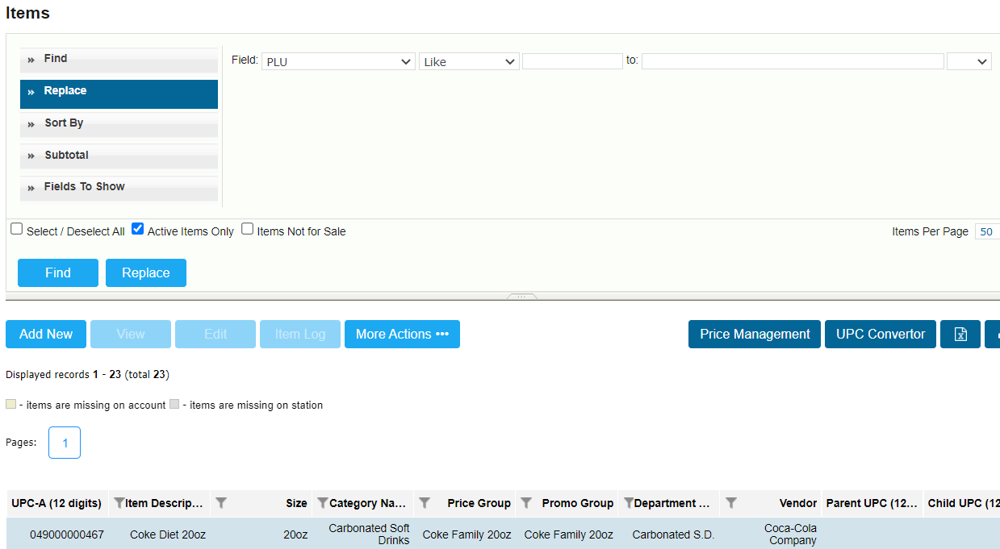 Items
» Find
» Replace
» Sort By
» Subtotal
» Fields To Show
Field: PLU Like to:
Select / Deselect All Active Items Only Items Not for Sale Items Per Page 50
Find Replace
Add New View Edit Item Log More Actions ••• Price Management UPC Convertor
Displayed records 1 - 23 (total 23)
- items are missing on account - items are missing on station
Pages: 1
UPC-A (12 digits) Item Descrip... Size Category Na... Price Group Promo Group Department ... Vendor Parent UPC (12... Child UPC (12
049000000467 Coke Diet 20oz 20oz Carbonated Soft Drinks Coke Family 20oz Coke Family 20oz Carbonated S.D. Coca-Cola Company